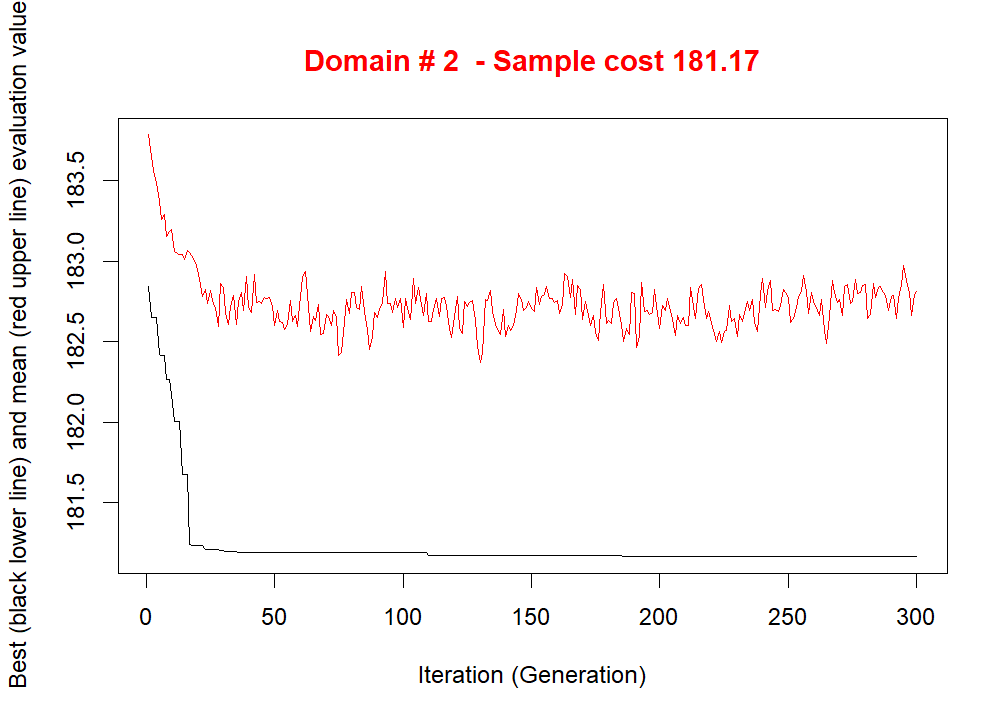 Domain # 2  - Sample cost 181.17
Best (black lower line) and mean (red upper line) evaluation value
183.5
183.0
182.5
182.0
181.5
0 50 100 150 200 250 300
Iteration (Generation)